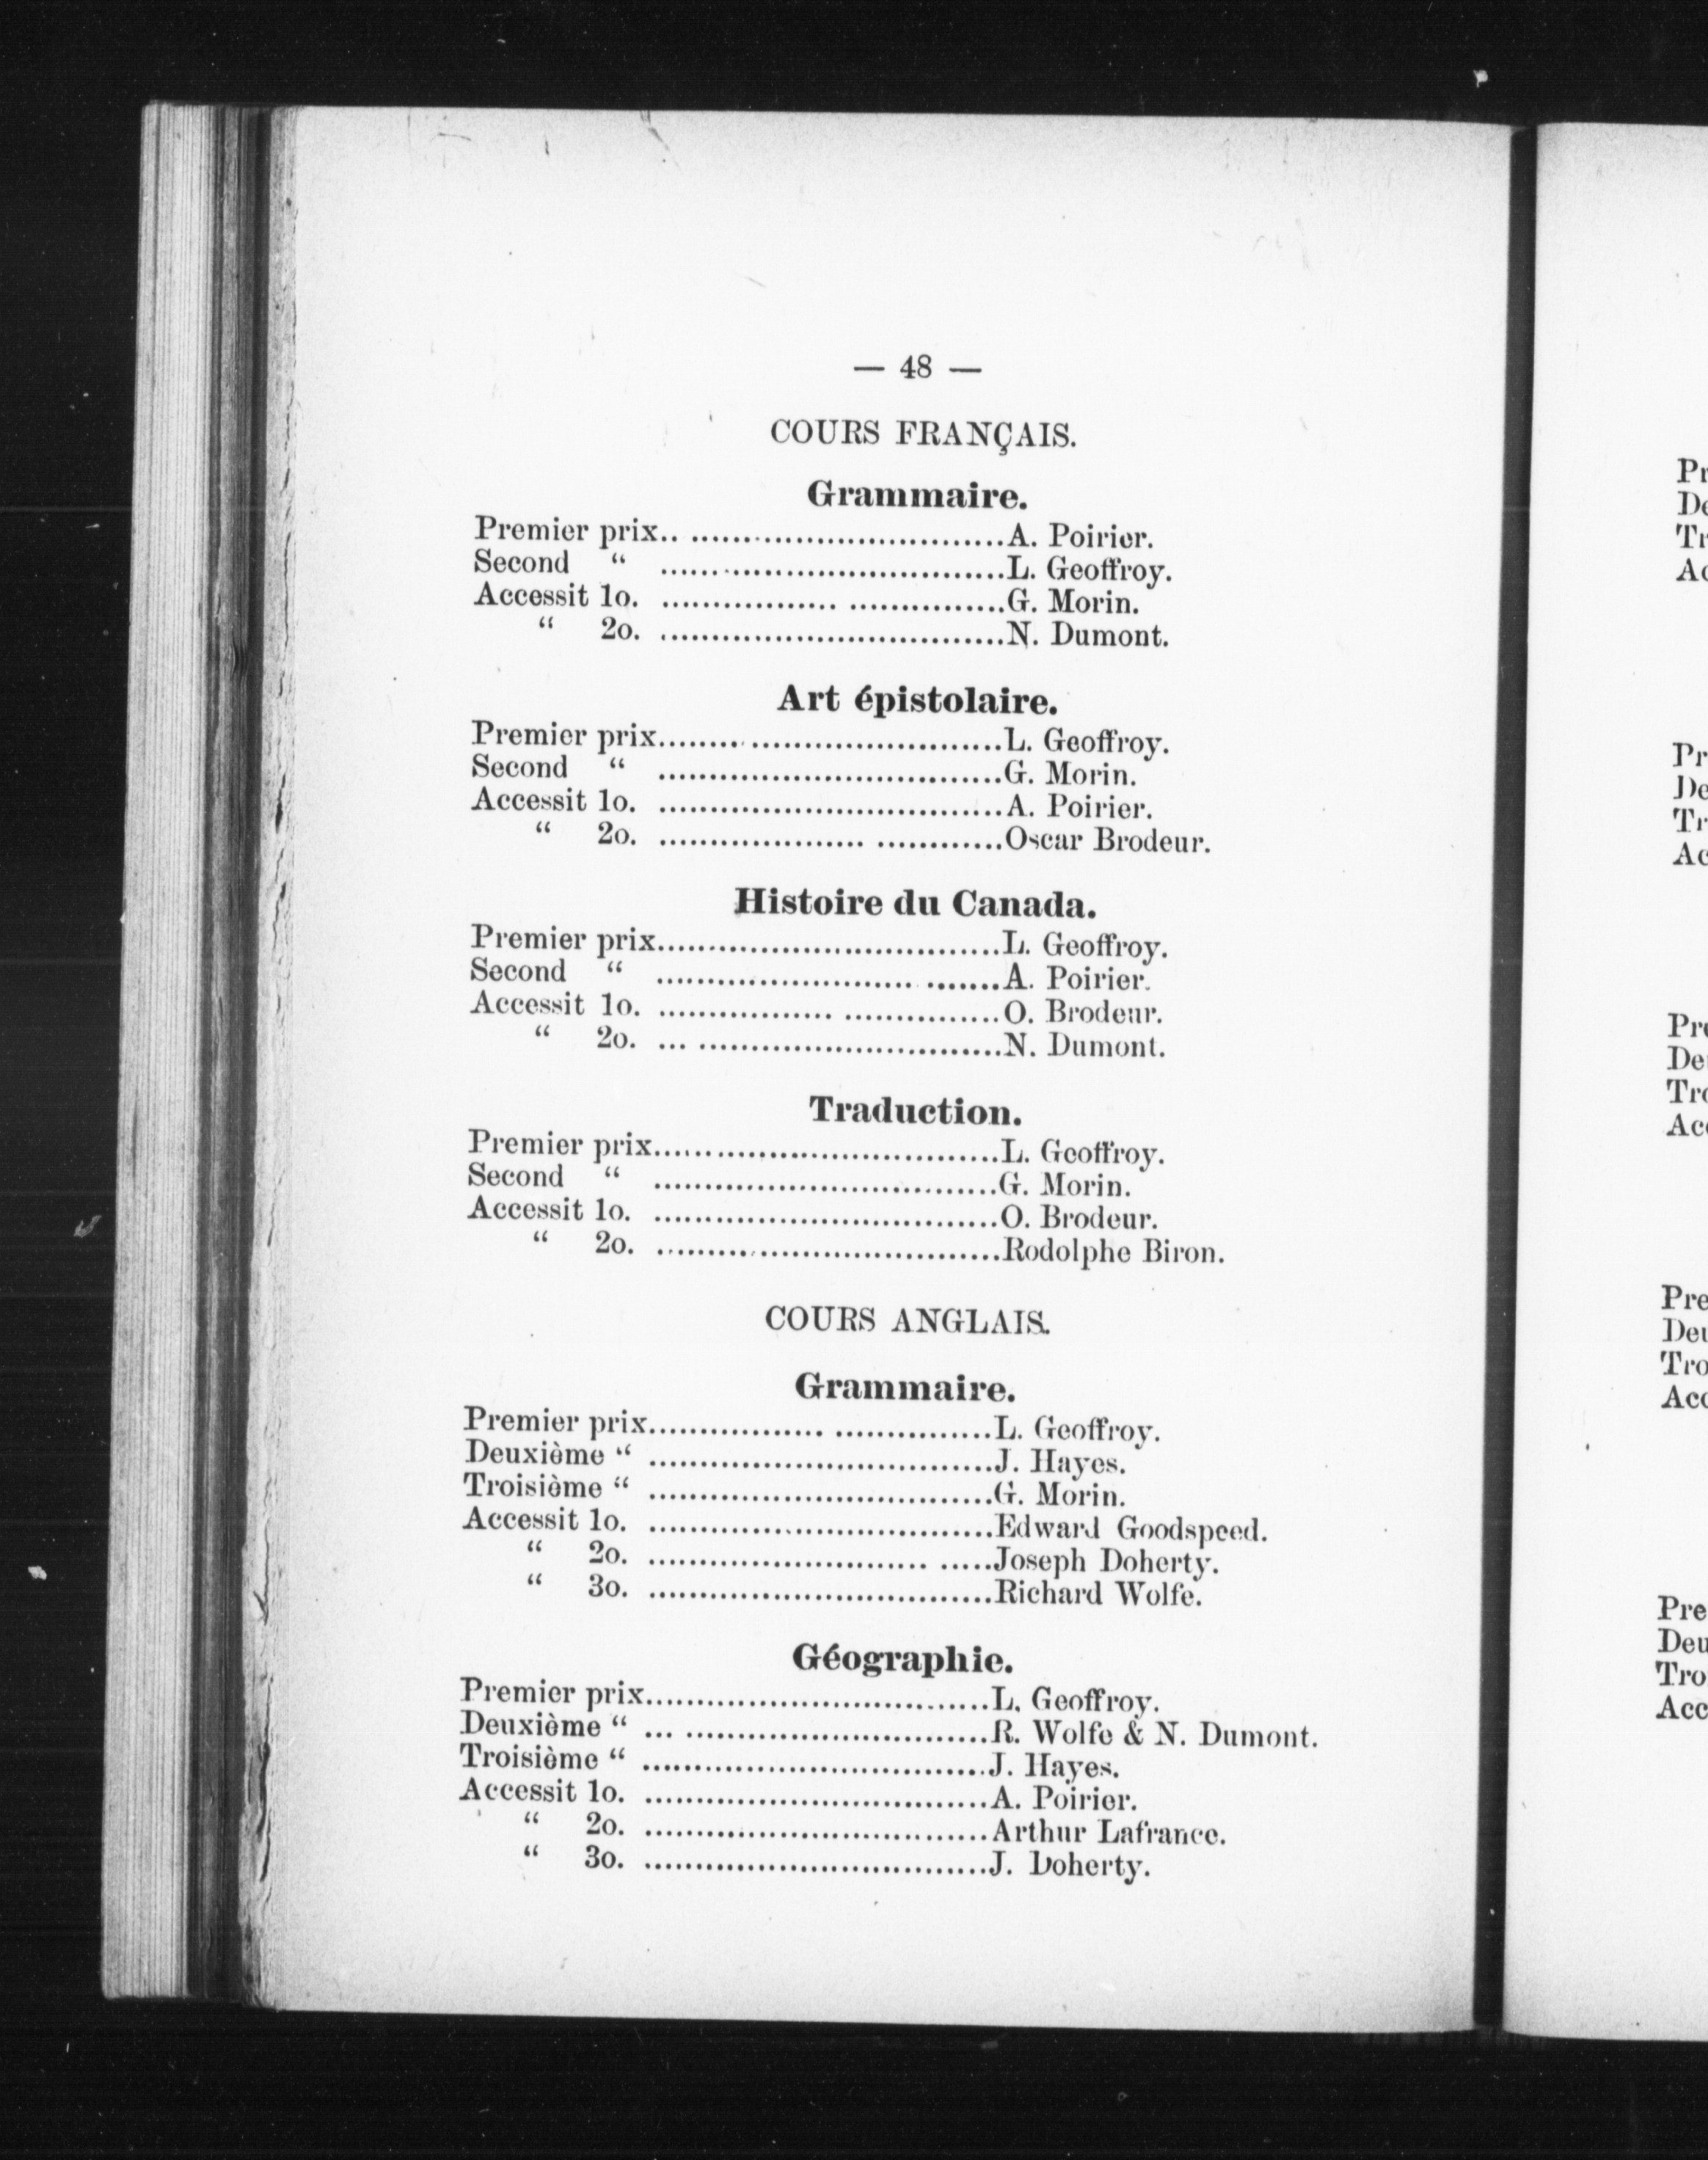 — 48 —
COURS FRANÇAIS.
Grammaire.
Premier prix.. ..................................A. Poirier.
Second “ ..................................L. Geoffroy.
Accessit 1o. ................. ...............G. Morin.
“ 2o. ..................................N. Dumont.
Art épistolaire.
Premier prix......... .........................L. Geoffroy.
Second “ ..................................G. Morin.
Accessit 1o. ..................................A. Poirier.
“ 2o. .................... ............Oscar Brodeur.
Histoire du Canada.
Premier prix..................................L. Geoffroy.
Second “ ......................... .......A. Poirier.
Accessit 1o. ................. ...............O. Brodeur.
“ 2o. ... ..............................N. Dumont.
Traduction.
Premier prix..................................L. Geoffroy.
Second “ ..................................G. Morin.
Accessit 1o. ..................................O. Brodeur.
“ 2o. ..................................Rodolphe Biron.
COURS ANGLAIS.
Grammaire.
Premier prix................. ...............L. Geoffroy.
Deuxième “ ..................................J. Hayes.
Troisième “ ..................................G. Morin.
Accessit 1o. ..................................Edward Goodspeed.
“ 2o. ........................... .....Joseph Doherty.
“ 3o. ..................................Richard Wolfe.
Géographie.
Premier prix..................................L. Geoffroy.
Deuxième “ ... ..............................R. Wolfe & N. Dumont.
Troisième “ ..................................J. Hayes.
Accessit 1o. ..................................A. Poirier.
“ 2o. ..................................Arthur Lafrance.
“ 3o. ..................................J. Doherty.